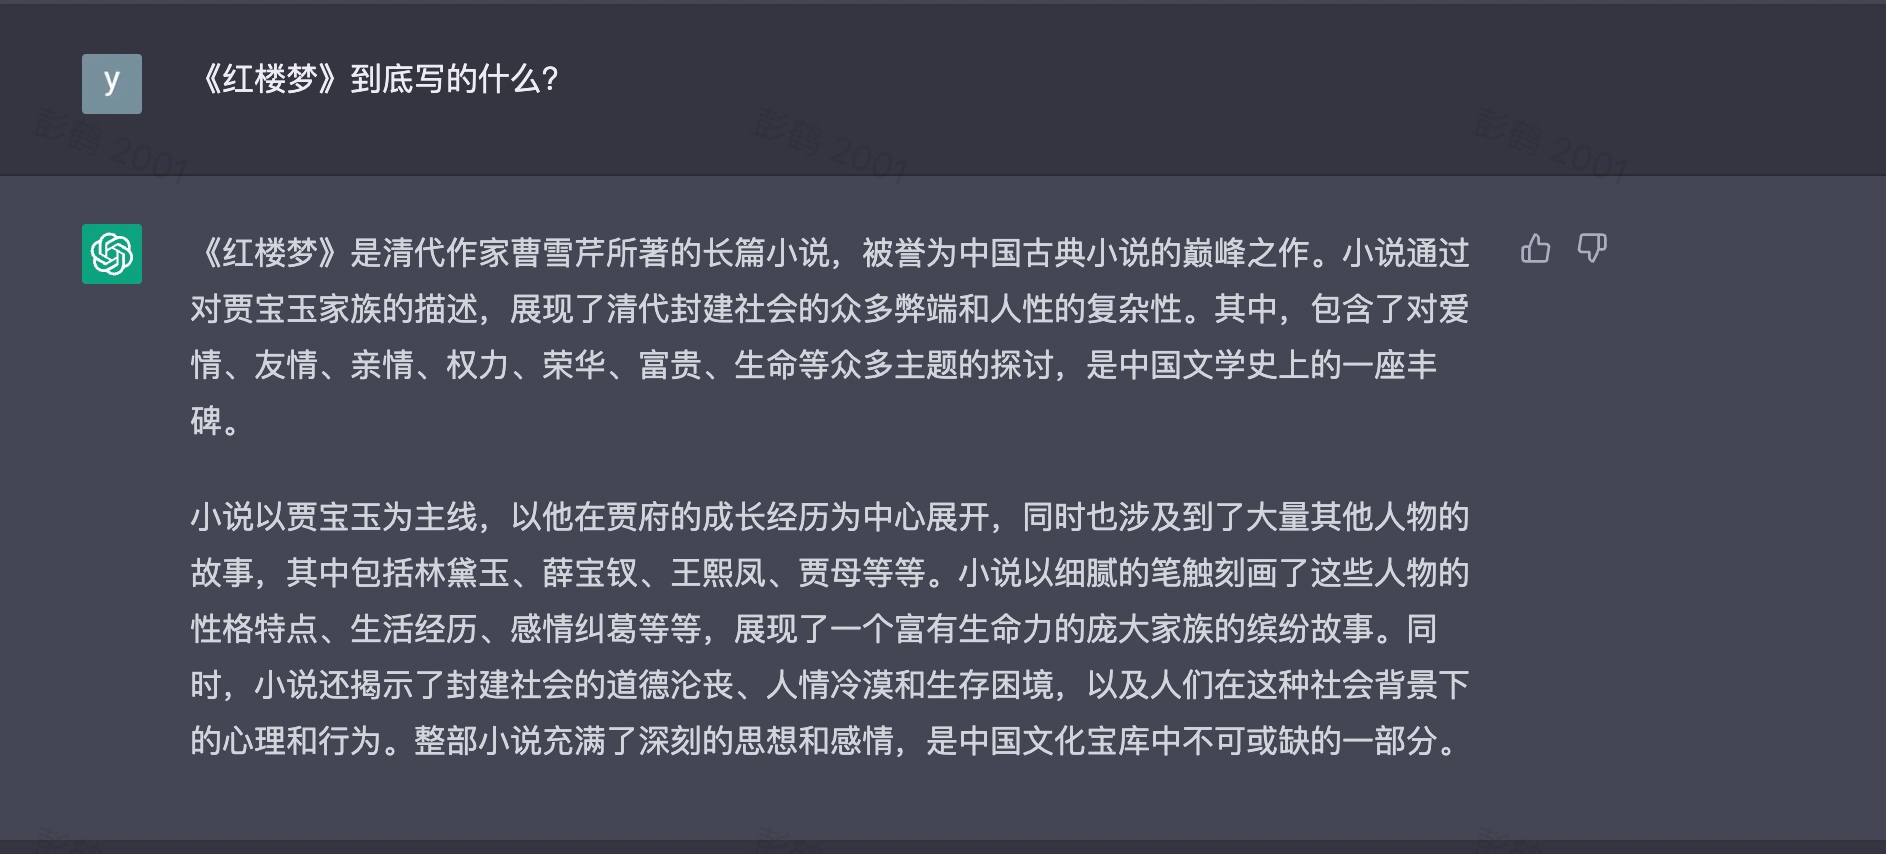 y
《红楼梦》到底写的什么?
彭鹤 2001
彭鹤 2001
彭鹤 2001
《红楼梦》是清代作家曹雪芹所著的长篇小说，被誉为中国古典小说的巅峰之作。小说通过
对贾宝玉家族的描述，展现了清代封建社会的众多弊端和人性的复杂性。其中，包含了对爱
情、友情、亲情、权力、荣华、富贵、生命等众多主题的探讨，是中国文学史上的一座丰
碑。
小说以贾宝玉为主线，以他在贾府的成长经历为中心展开，同时也涉及到了大量其他人物的
故事，其中包括林黛玉、薛宝钗、王熙凤、贾母等等。小说以细腻的笔触刻画了这些人物的
性格特点、生活经历、感情纠葛等等，展现了一个富有生命力的庞大家族的缤纷故事。同
时，小说还揭示了封建社会的道德沦丧、人情冷漠和生存困境，以及人们在这种社会背景下
的心理和行为。整部小说充满了深刻的思想和感情，是中国文化宝库中不可或缺的一部分。